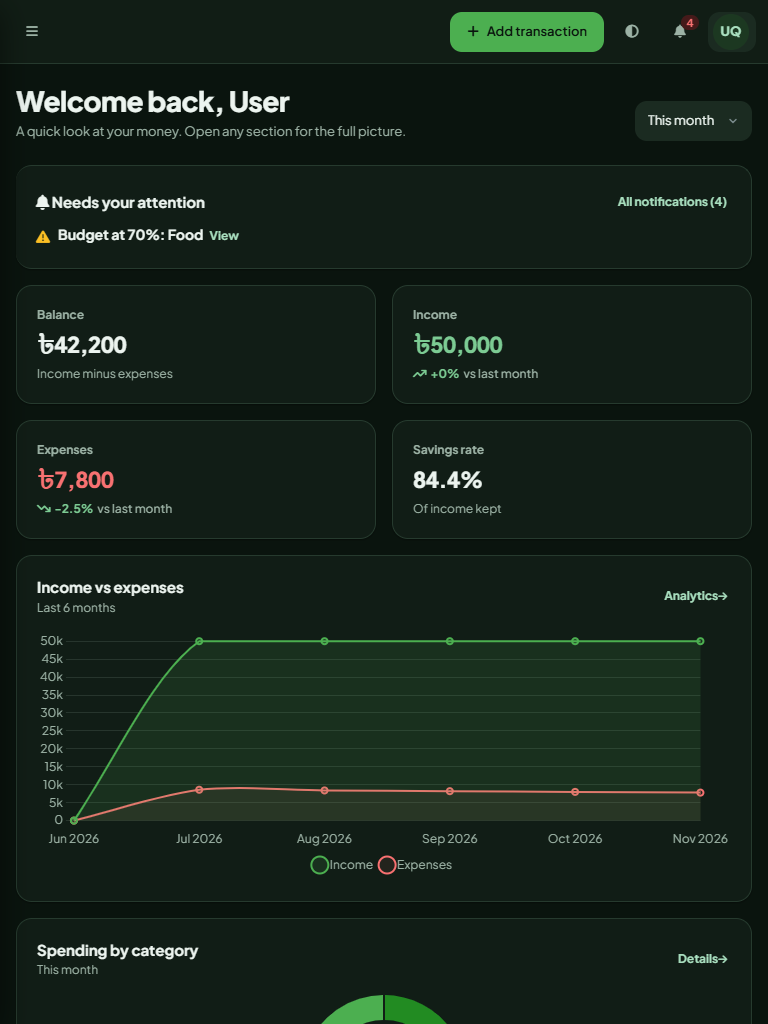 + Add transaction
4
UQ
Welcome back, User
A quick look at your money. Open any section for the full picture.
This month
Needs your attention
All notifications (4)
Budget at 70%: Food View
Balance
৳42,200
Income minus expenses
Income
৳50,000
+0% vs last month
Expenses
৳7,800
-2.5% vs last month
Savings rate
84.4%
Of income kept
Income vs expenses
Last 6 months
Analytics→
50k
45k
40k
35k
30k
25k
20k
15k
10k
5k
0
Jun 2026 Jul 2026 Aug 2026 Sep 2026 Oct 2026 Nov 2026
Income Expenses
Spending by category
This month
Details→